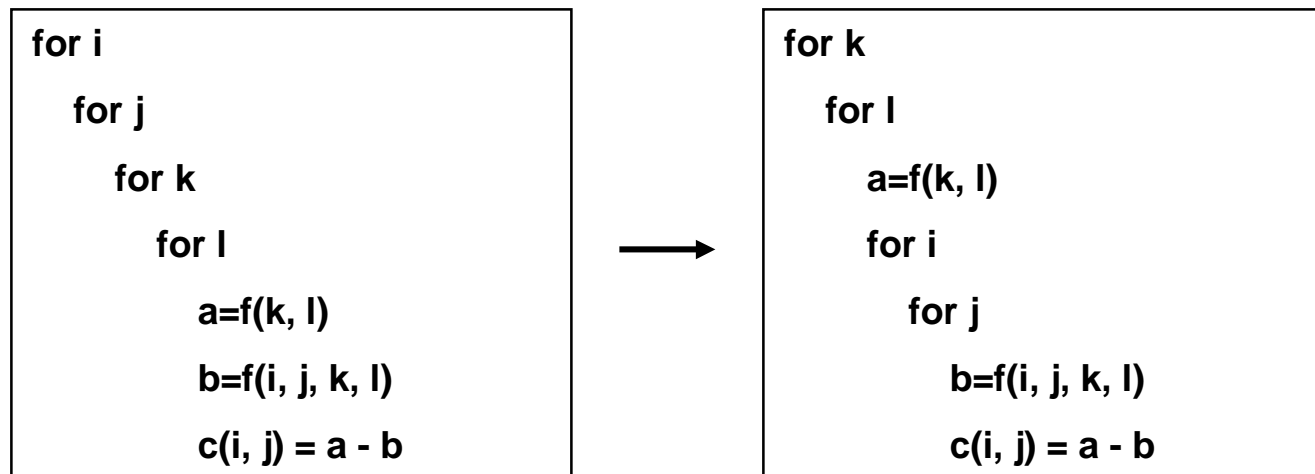 for i
for j
for k
for l
a=f(k, l)
b=f(i, j, k, l)
c(i, j) = a - b
for k
for l
a=f(k, l)
for i
for j
b=f(i, j, k, l)
c(i, j) = a - b